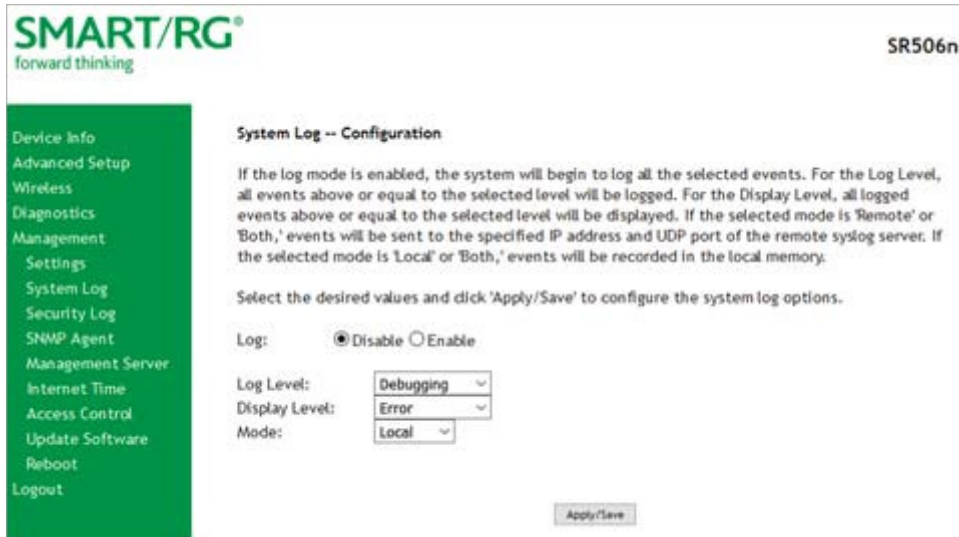 SMART/RG®
forward thinking
SR506n
Device Info
Advanced Setup
Wireless
Diagnostics
Management
Settings
System Log
Security Log
SNMP Agent
Management Server
Internet Time
Access Control
Update Software
Reboot
Logout
System Log -- Configuration
If the log mode is enabled, the system will begin to log all the selected events. For the Log Level,
all events above or equal to the selected level will be logged. For the Display Level, all logged
events above or equal to the selected level will be displayed. If the selected mode is 'Remote' or
'Both,' events will be sent to the specified IP address and UDP port of the remote syslog server. If
the selected mode is 'Local' or 'Both,' events will be recorded in the local memory.
Select the desired values and click 'Apply/Save' to configure the system log options.
Log: Disable Enable
Log Level: Debugging
Display Level: Error
Mode: Local
Apply/Save